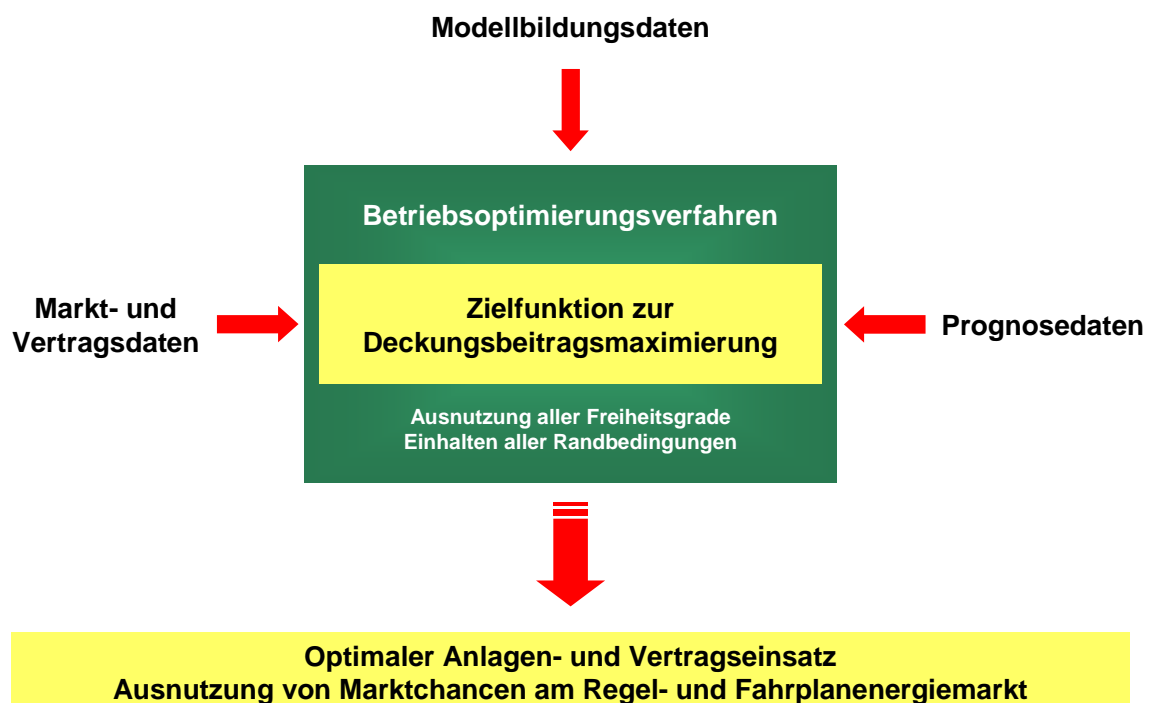 Modellbildungsdaten
Betriebsoptimierungsverfahren
Markt- und
Vertragsdaten
Zielfunktion zur
Deckungsbeitragsmaximierung
Prognosedaten
Ausnutzung aller Freiheitsgrade
Einhalten aller Randbedingungen
Optimaler Anlagen- und Vertragseinsatz
Ausnutzung von Marktchancen am Regel- und Fahrplanenergiemarkt